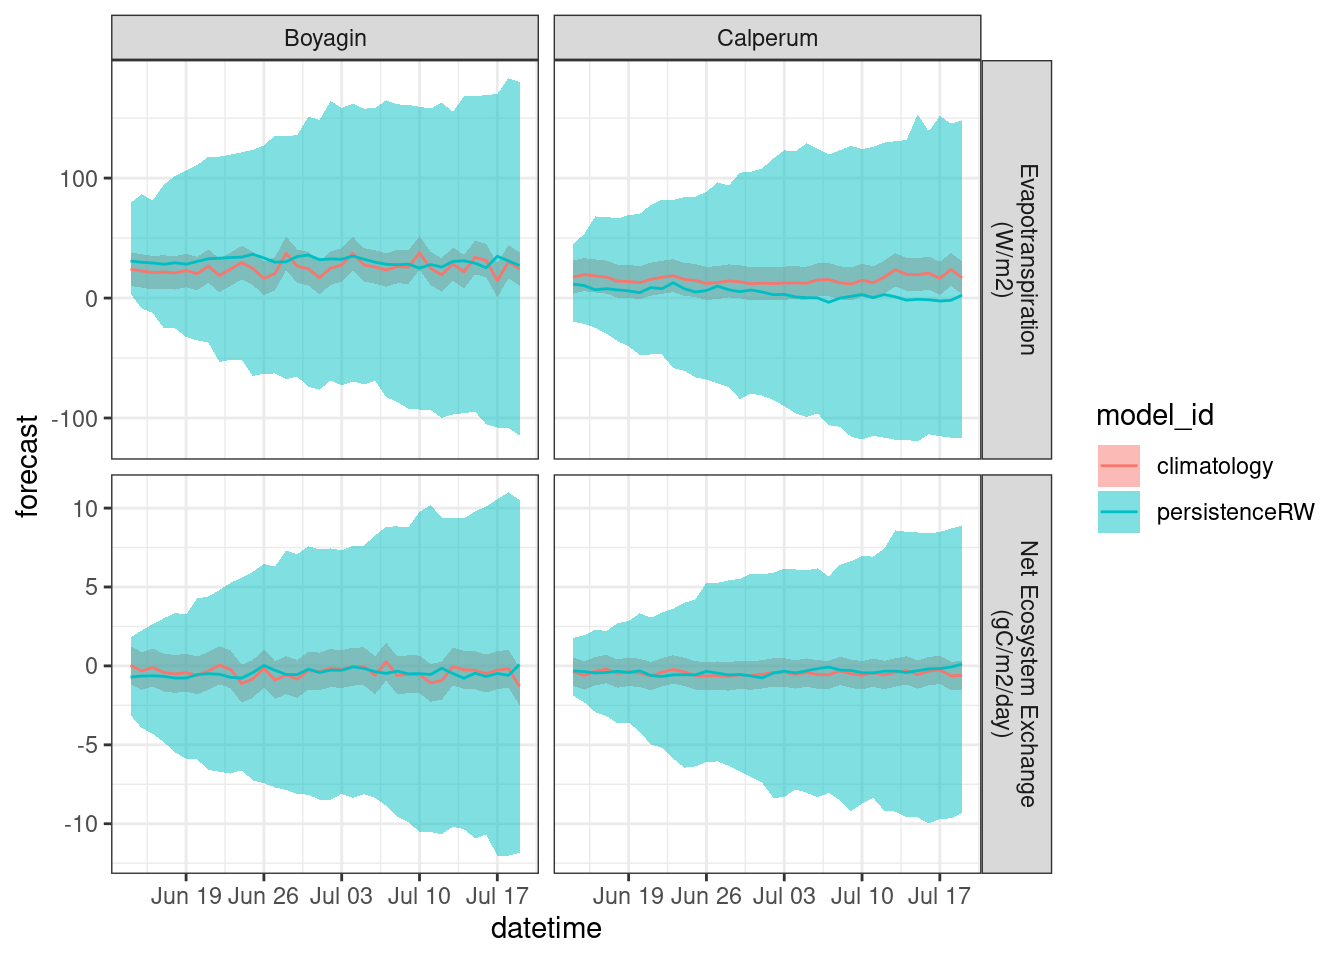 Boyagin
Calperum
100
0
-100
Evapotranspiration
(W/m2)
forecast
10
5
0
-5
-10
Net Ecosystem Exchange
(gC/m2/day)
Jun 19 Jun 26 Jul 03 Jul 10 Jul 17
Jun 19 Jun 26 Jul 03 Jul 10 Jul 17
datetime
model_id
climatology
persistenceRW